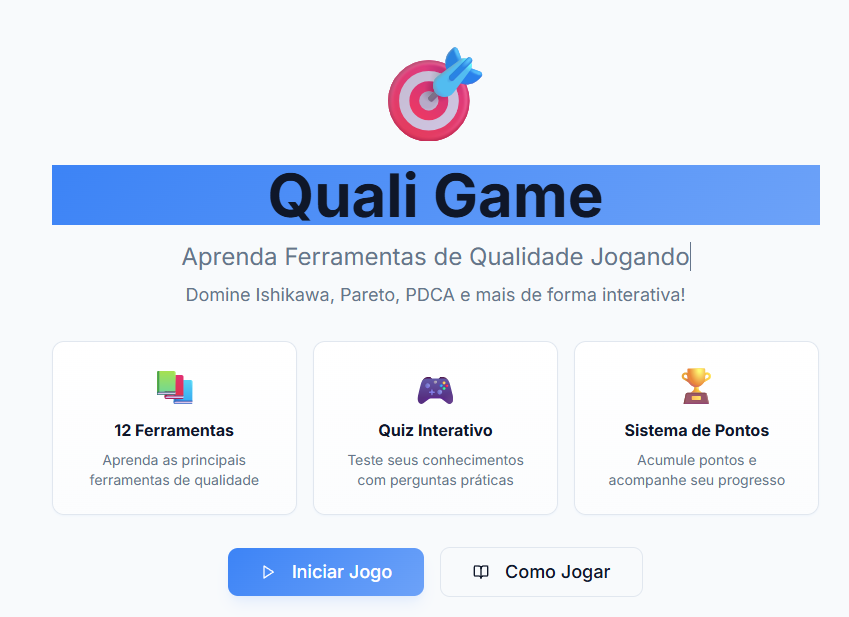 Quali Game
Aprenda Ferramentas de Qualidade Jogando
Domine Ishikawa, Pareto, PDCA e mais de forma interativa!
12 Ferramentas
Aprenda as principais
ferramentas de qualidade
Quiz Interativo
Teste seus conhecimentos
com perguntas práticas
Sistema de Pontos
Acumule pontos e
acompanhe seu progresso
Iniciar Jogo
Como Jogar